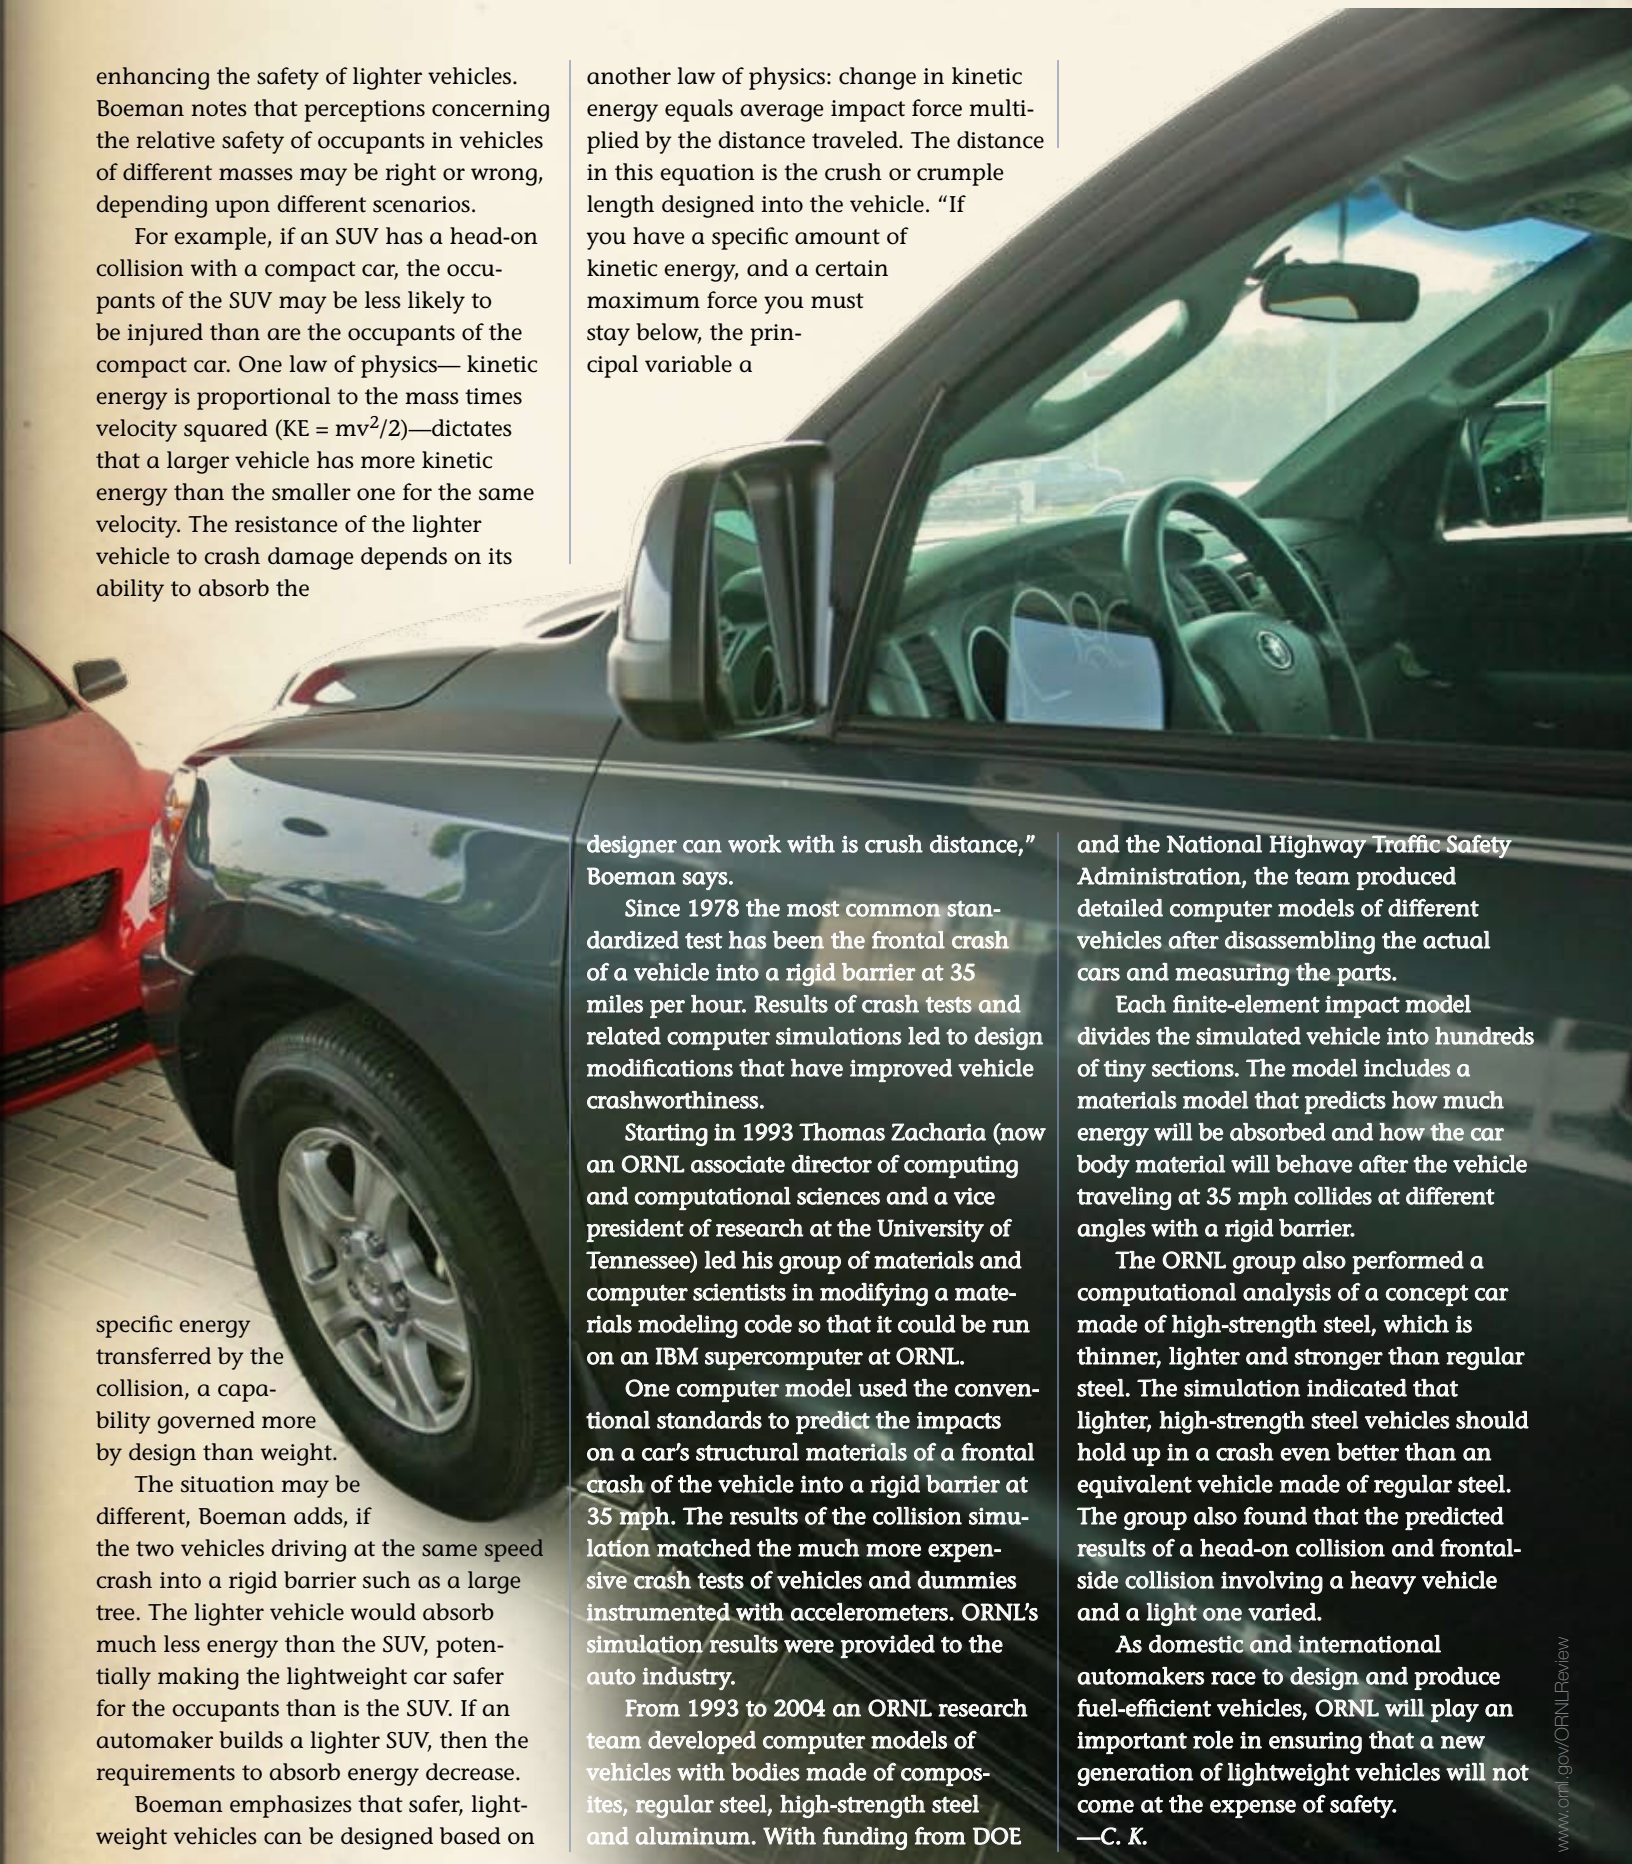 enhancing the safety of lighter vehicles.
Boeman notes that perceptions concerning
the relative safety of occupants in vehicles
of different masses may be right or wrong,
depending upon different scenarios.
For example, if an SUV has a head-on
collision with a compact car, the occu-
pants of the SUV may be less likely to
be injured than are the occupants of the
compact car. One law of physics— kinetic
energy is proportional to the mass times
velocity squared (KE = mv²/2)—dictates
that a larger vehicle has more kinetic
energy than the smaller one for the same
velocity. The resistance of the lighter
vehicle to crash damage depends on its
ability to absorb the
specific energy
transferred by the
collision, a capa-
bility governed more
by design than weight.
The situation may be
different, Boeman adds, if
the two vehicles driving at the same speed
crash into a rigid barrier such as a large
tree. The lighter vehicle would absorb
much less energy than the SUV, poten-
tially making the lightweight car safer
for the occupants than is the SUV. If an
automaker builds a lighter SUV, then the
requirements to absorb energy decrease.
Boeman emphasizes that safer, light-
weight vehicles can be designed based on
another law of physics: change in kinetic
energy equals average impact force multi-
plied by the distance traveled. The distance
in this equation is the crush or crumple
length designed into the vehicle. “If
you have a specific amount of
kinetic energy, and a certain
maximum force you must
stay below, the prin-
cipal variable a
designer can work with is crush distance,”
Boeman says.
Since 1978 the most common stan-
dardized test has been the frontal crash
of a vehicle into a rigid barrier at 35
miles per hour. Results of crash tests and
related computer simulations led to design
modifications that have improved vehicle
crashworthiness.
Starting in 1993 Thomas Zacharia (now
an ORNL associate director of computing
and computational sciences and a vice
president of research at the University of
Tennessee) led his group of materials and
computer scientists in modifying a mate-
rials modeling code so that it could be run
on an IBM supercomputer at ORNL.
One computer model used the conven-
tional standards to predict the impacts
on a car’s structural materials of a frontal
crash of the vehicle into a rigid barrier at
35 mph. The results of the collision simu-
lation matched the much more expen-
sive crash tests of vehicles and dummies
instrumented with accelerometers. ORNL’s
simulation results were provided to the
auto industry.
From 1993 to 2004 an ORNL research
team developed computer models of
vehicles with bodies made of compos-
ites, regular steel, high-strength steel
and aluminum. With funding from DOE
and the National Highway Traffic Safety
Administration, the team produced
detailed computer models of different
vehicles after disassembling the actual
cars and measuring the parts.
Each finite-element impact model
divides the simulated vehicle into hundreds
of tiny sections. The model includes a
materials model that predicts how much
energy will be absorbed and how the car
body material will behave after the vehicle
traveling at 35 mph collides at different
angles with a rigid barrier.
The ORNL group also performed a
computational analysis of a concept car
made of high-strength steel, which is
thinner, lighter and stronger than regular
steel. The simulation indicated that
lighter, high-strength steel vehicles should
hold up in a crash even better than an
equivalent vehicle made of regular steel.
The group also found that the predicted
results of a head-on collision and frontal-
side collision involving a heavy vehicle
and a light one varied.
As domestic and international
automakers race to design and produce
fuel-efficient vehicles, ORNL will play an
important role in ensuring that a new
generation of lightweight vehicles will not
come at the expense of safety.
—C. K.
www.ornl.gov/ORNLReview